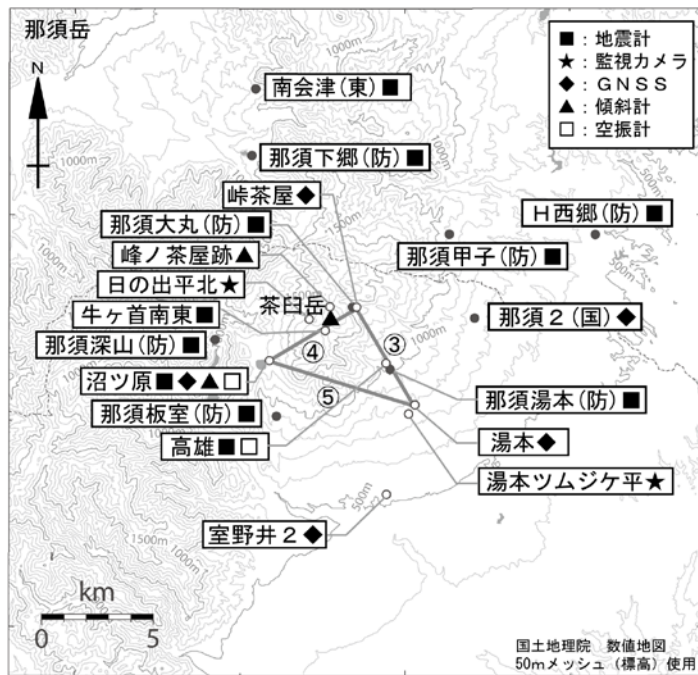 那須岳
■：地震計
★：監視カメラ
◆：ＧＮＳＳ
▲：傾斜計
□：空振計
N
1000m
南会津(東)■
1000m
那須下郷(防)■
峠茶屋◆
1500m
那須大丸(防)■
H西郷(防)■
峰ノ茶屋跡▲
那須甲子(防)■
日の出平北★
茶臼岳
牛ヶ首南東■
1000m
那須２(国)◆
那須深山(防)■
④
③
沼ツ原■◆▲□
⑤
那須湯本(防)■
那須板室(防)■
高雄■□
湯本◆
湯本ツムジケ平★
500m
室野井２◆
1500m
1000m
km
0 5
国土地理院　数値地図
50mメッシュ（標高）使用